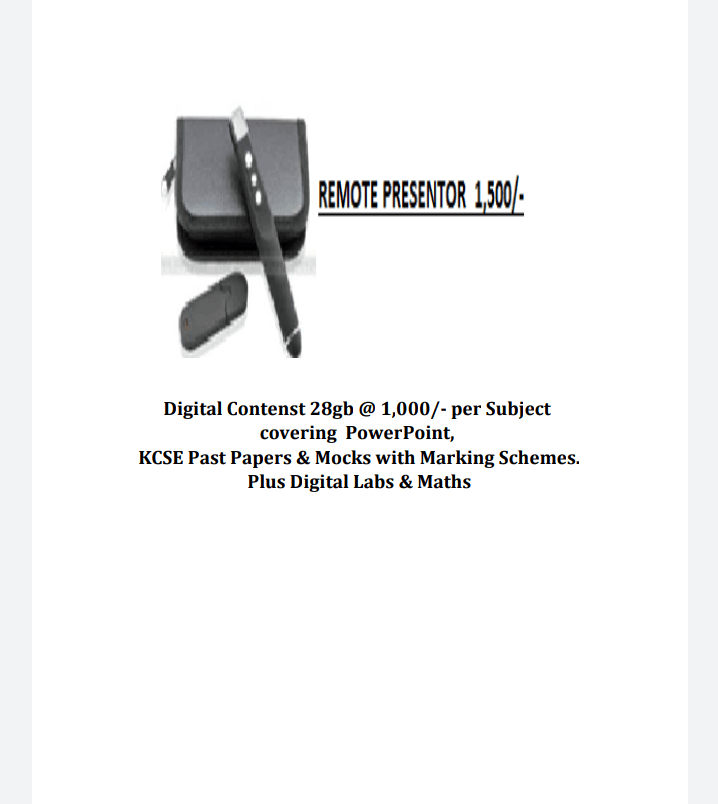 REMOTE PRESENTOR 1,500/-
Digital Contenst 28gb @ 1,000/- per Subject
covering PowerPoint,
KCSE Past Papers & Mocks with Marking Schemes.
Plus Digital Labs & Maths